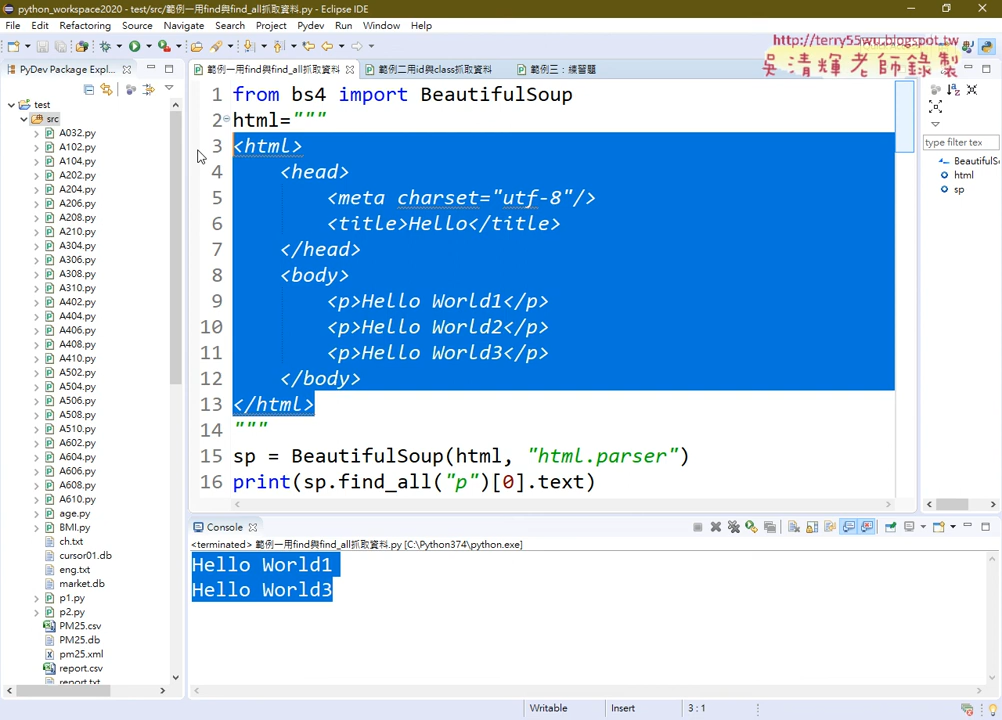 python_workspace2020 - test/src/範例一用find與find_all抓取資料.py - Eclipse IDE
File Edit Refactoring Source Navigate Search Project Pydev Run Window Help
http://terry55wu.blogspot.tw
吳清輝老師錄製
PyDev Package Expl...
範例一用find與find_all抓取資料
範例二用id與class抓取資料
範例三：練習題
test
src
A032.py
A102.py
A104.py
A202.py
A204.py
A206.py
A208.py
A210.py
A304.py
A306.py
A308.py
A310.py
A402.py
A404.py
A406.py
A408.py
A410.py
A502.py
A504.py
A506.py
A508.py
A510.py
A602.py
A604.py
A606.py
A608.py
A610.py
age.py
BMI.py
ch.txt
cursor01.db
eng.txt
market.db
p1.py
p2.py
PM25.csv
PM25.db
pm25.xml
report.csv
report.txt
1 from bs4 import BeautifulSoup
2 html="""
3 <html>
4 <head>
5 <meta charset="utf-8"/>
6 <title>Hello</title>
7 </head>
8 <body>
9 <p>Hello World1</p>
10 <p>Hello World2</p>
11 <p>Hello World3</p>
12 </body>
13 </html>
14 """
15 sp = BeautifulSoup(html, "html.parser")
16 print(sp.find_all("p")[0].text)
type filter tex
BeautifulS
html
sp
Console
<terminated> 範例一用find與find_all抓取資料.py [C:\Python374\python.exe]
Hello World1
Hello World3
Writable Insert 3 : 1